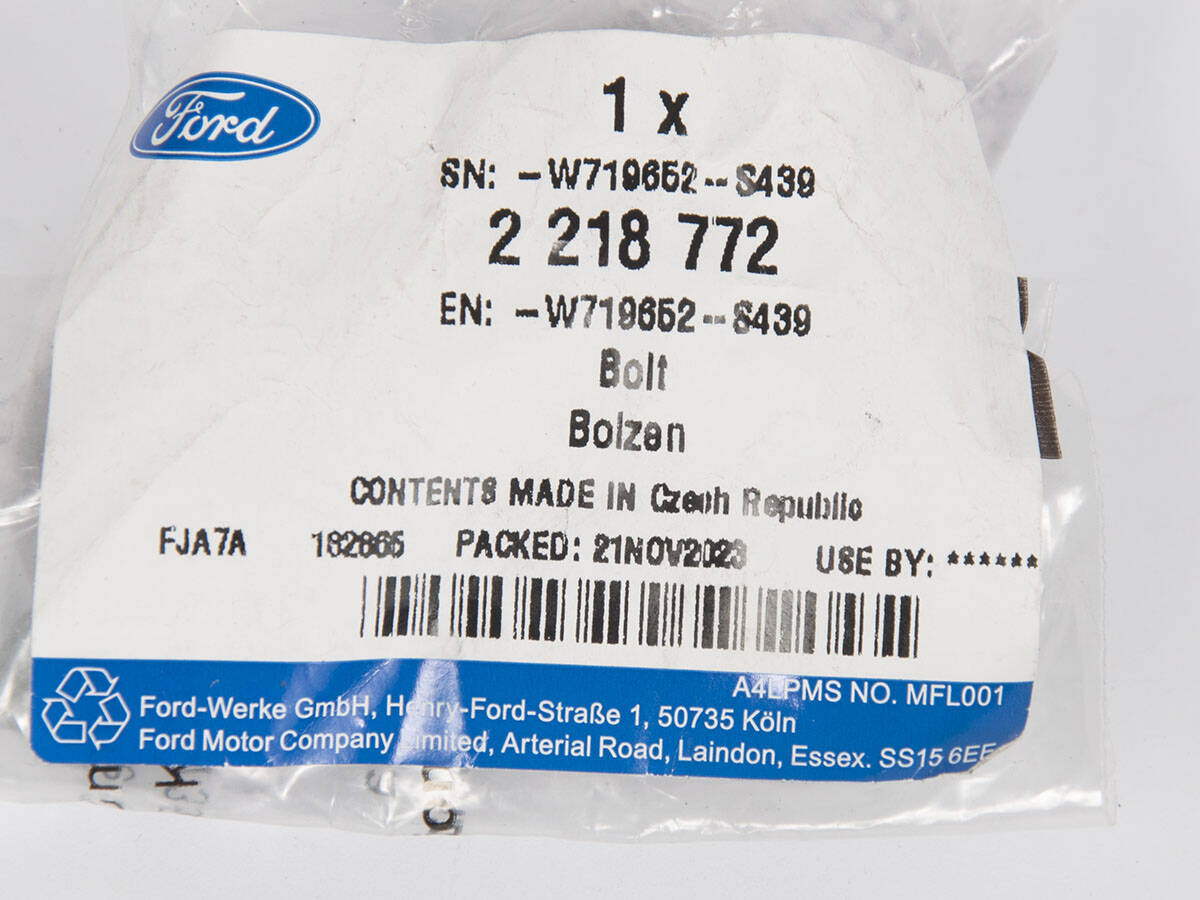 Ford
1 x
SN: -W719652--S439
2 218 772
EN: -W719652--S439
Bolt
Bolzen
CONTENTS MADE IN Czech Republic
FJA7A 182865 PACKED: 21NOV2023 USE BY: ******
A4LPMS NO. MFL001
Ford-Werke GmbH, Henry-Ford-Straße 1, 50735 Köln
Ford Motor Company Limited, Arterial Road, Laindon, Essex. SS15 6EE